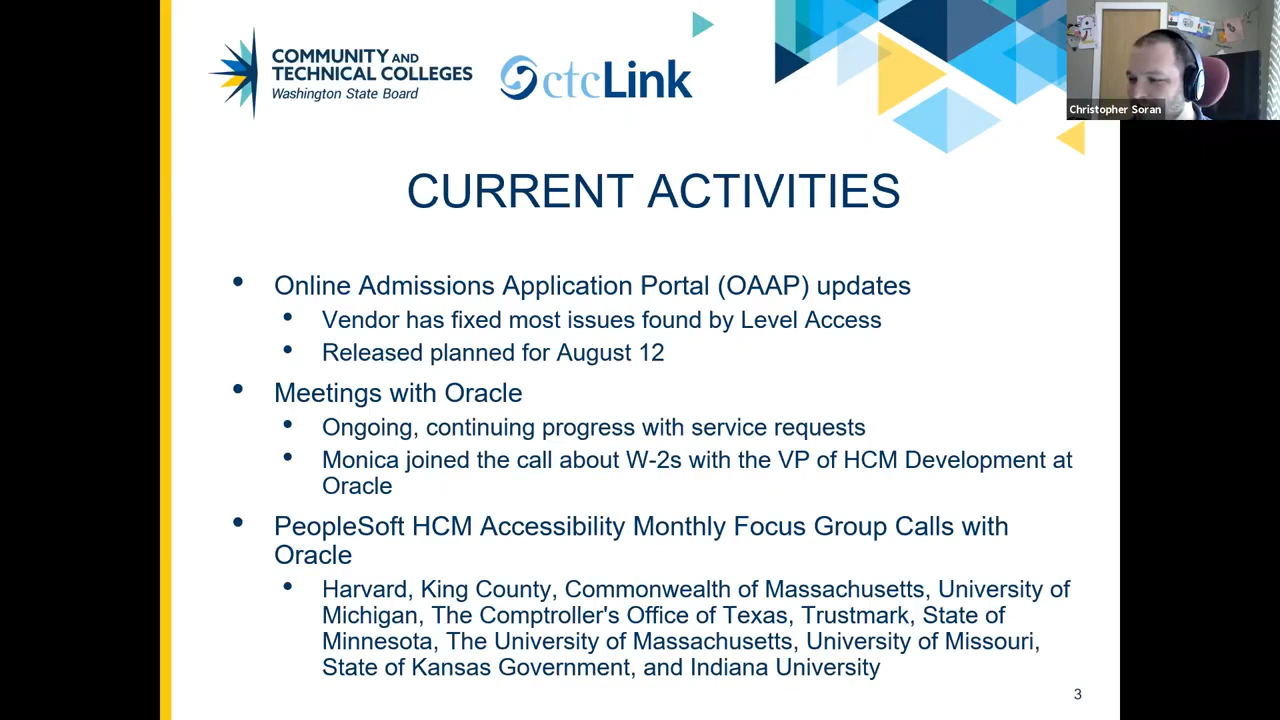 COMMUNITY AND
TECHNICAL COLLEGES
Washington State Board
ctcLink
Christopher Soran
CURRENT ACTIVITIES
• Online Admissions Application Portal (OAAP) updates
• Vendor has fixed most issues found by Level Access
• Released planned for August 12
• Meetings with Oracle
• Ongoing, continuing progress with service requests
• Monica joined the call about W-2s with the VP of HCM Development at
Oracle
• PeopleSoft HCM Accessibility Monthly Focus Group Calls with
Oracle
• Harvard, King County, Commonwealth of Massachusetts, University of
Michigan, The Comptroller's Office of Texas, Trustmark, State of
Minnesota, The University of Massachusetts, University of Missouri,
State of Kansas Government, and Indiana University
3